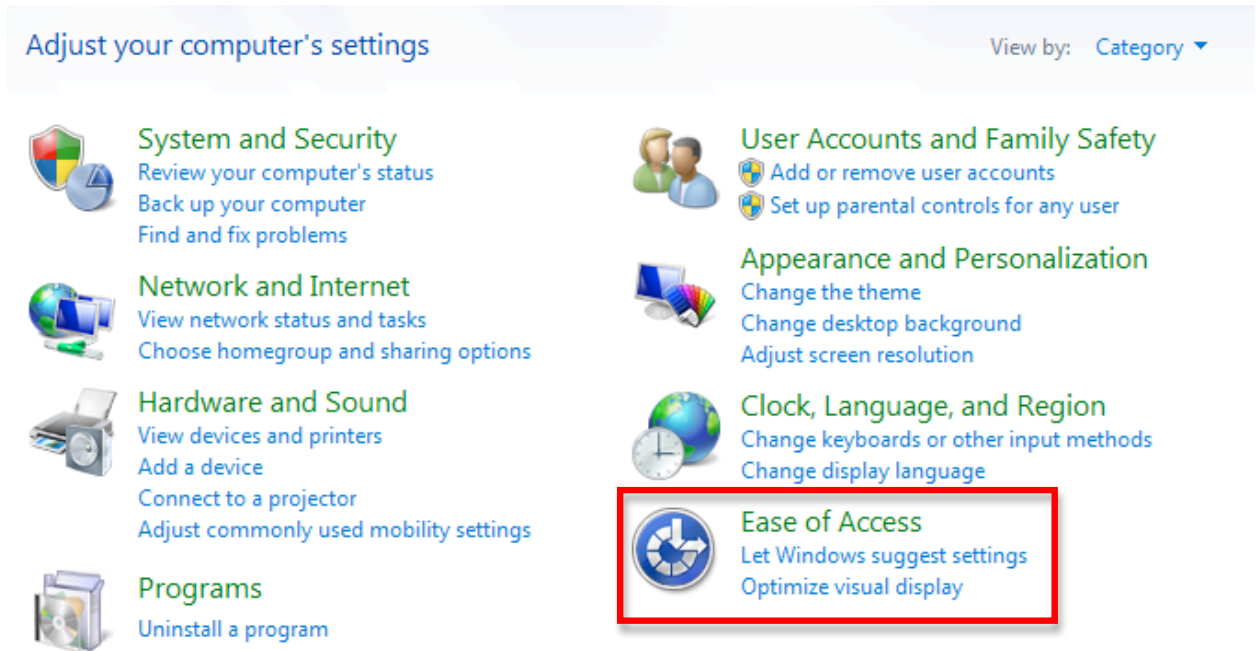 Adjust your computer's settings
View by: Category
System and Security
Review your computer's status
Back up your computer
Find and fix problems
Network and Internet
View network status and tasks
Choose homegroup and sharing options
Hardware and Sound
View devices and printers
Add a device
Connect to a projector
Adjust commonly used mobility settings
Programs
Uninstall a program
User Accounts and Family Safety
Add or remove user accounts
Set up parental controls for any user
Appearance and Personalization
Change the theme
Change desktop background
Adjust screen resolution
Clock, Language, and Region
Change keyboards or other input methods
Change display language
Ease of Access
Let Windows suggest settings
Optimize visual display